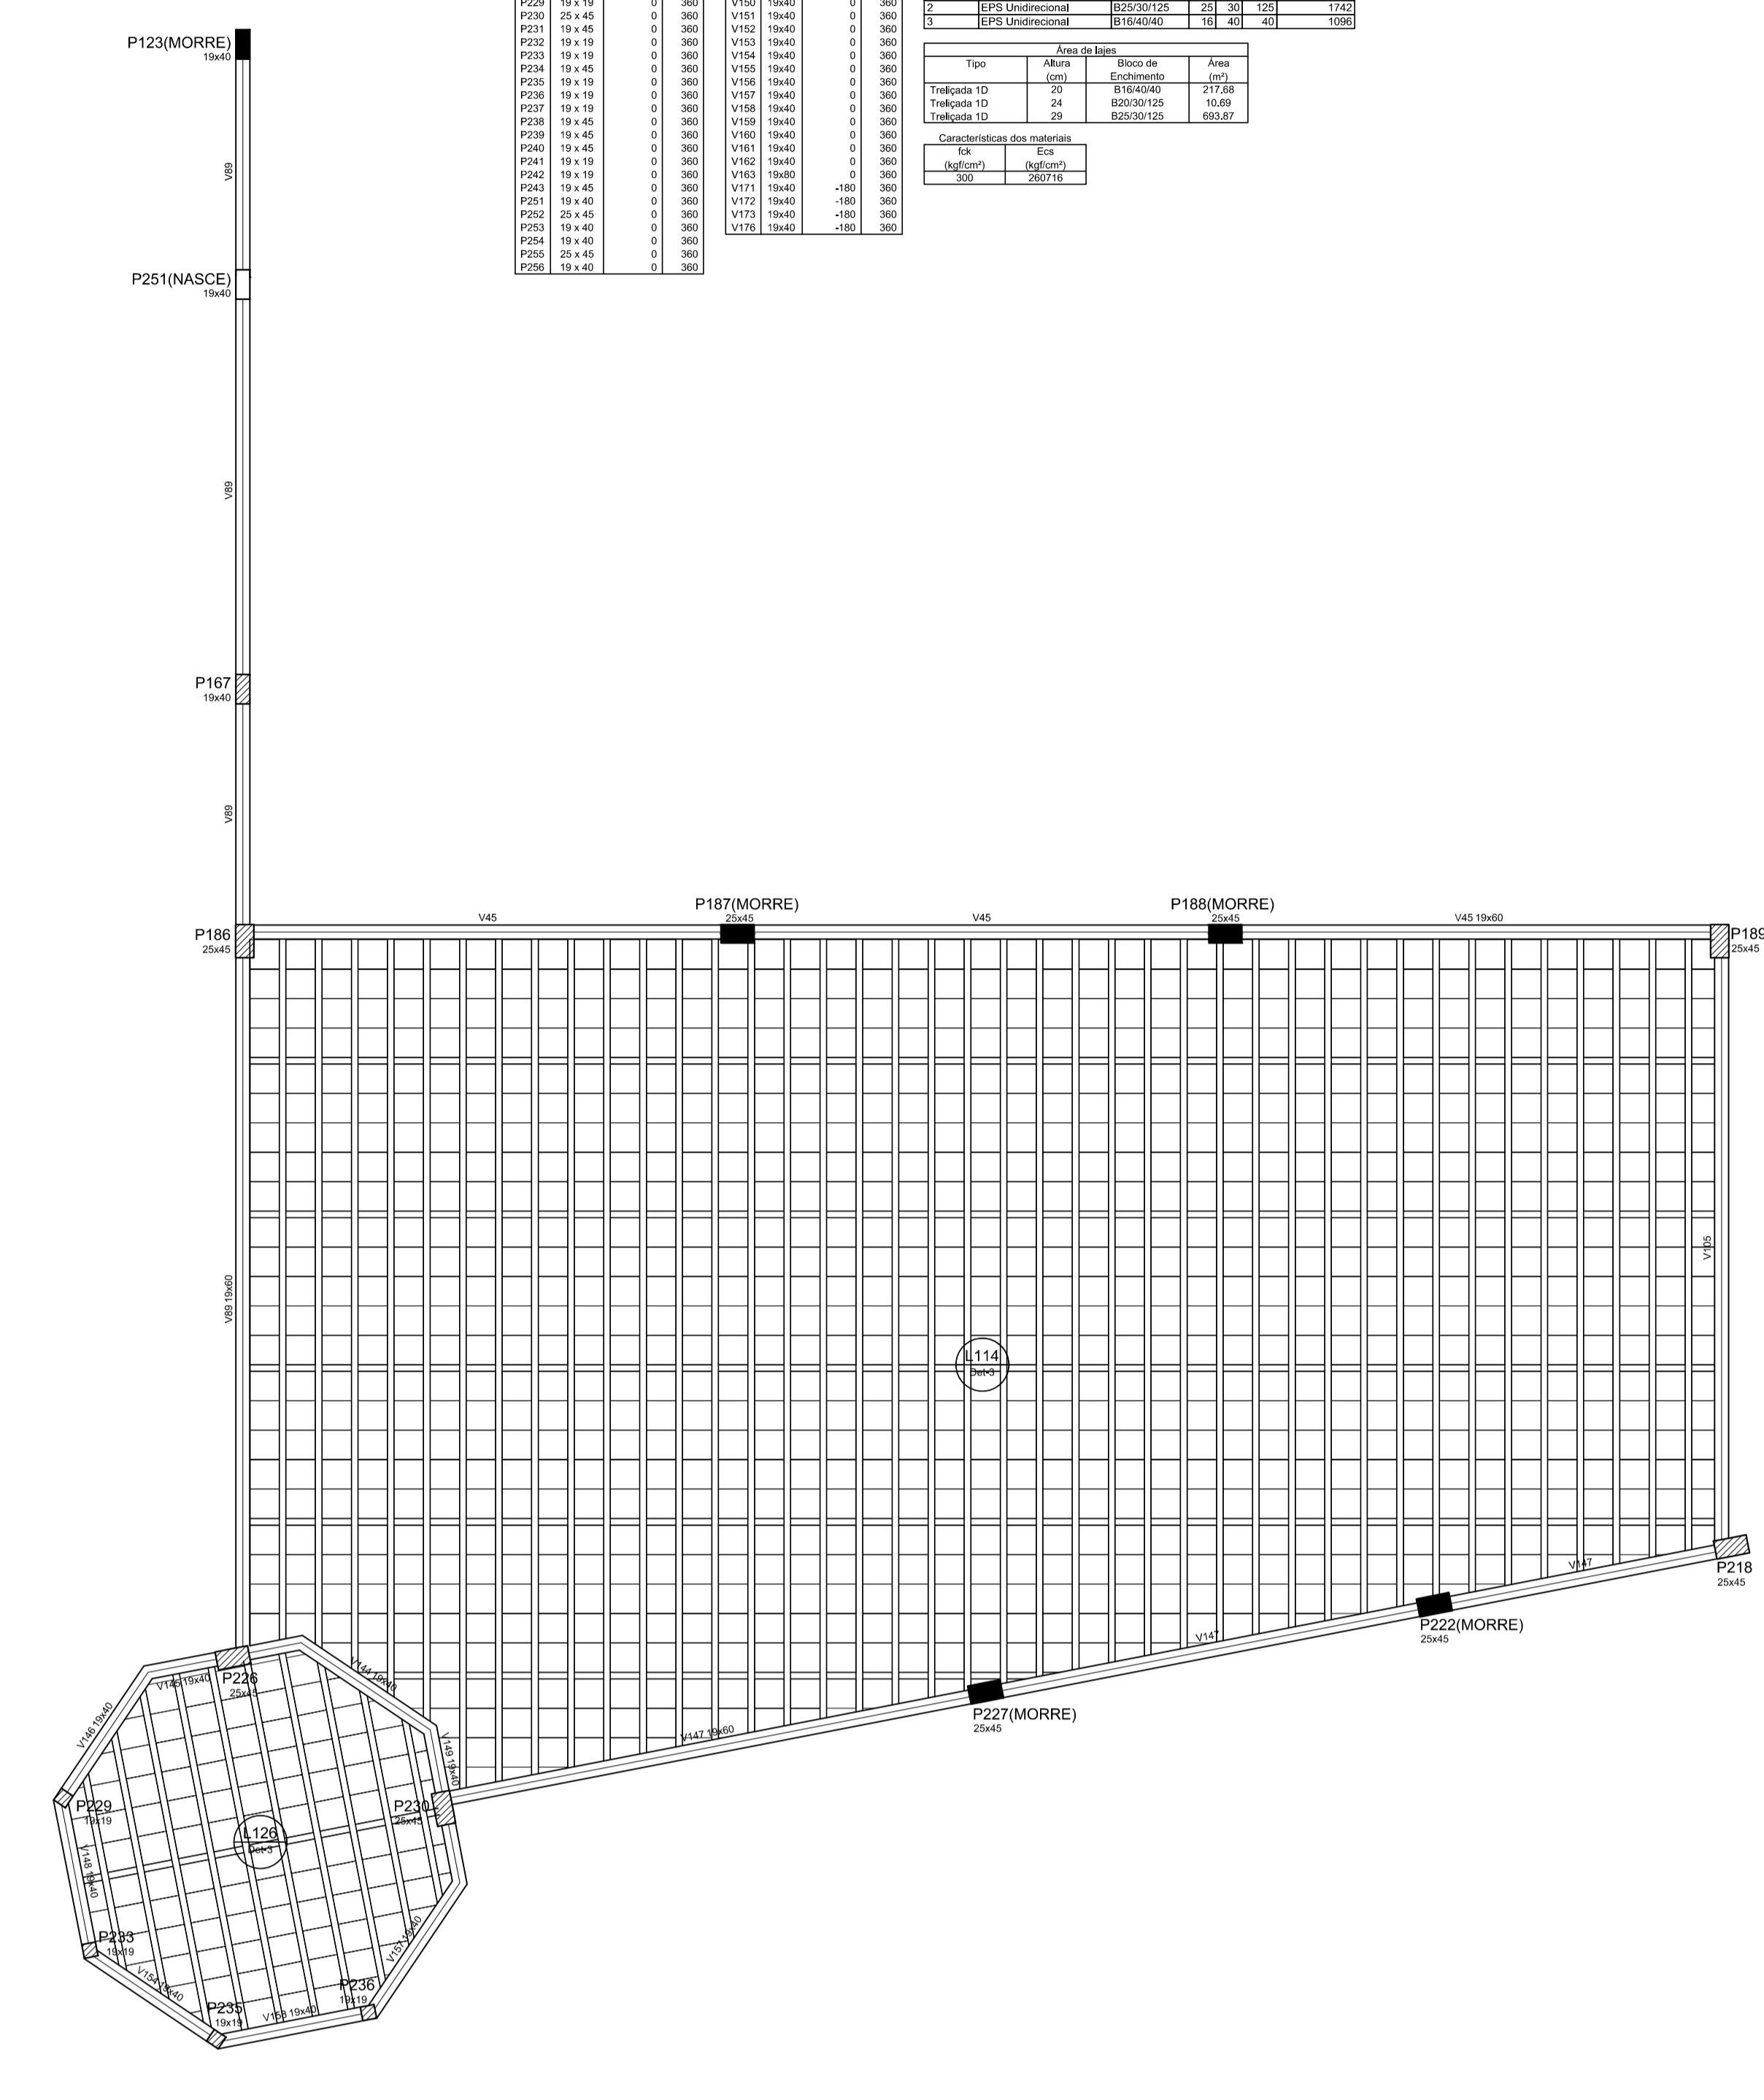 P229 19 x 19 0 360
P230 25 x 45 0 360
P231 19 x 45 0 360
P232 19 x 19 0 360
P233 19 x 19 0 360
P234 19 x 45 0 360
P235 19 x 19 0 360
P236 19 x 19 0 360
P237 19 x 19 0 360
P238 19 x 45 0 360
P239 19 x 45 0 360
P240 19 x 45 0 360
P241 19 x 19 0 360
P242 19 x 19 0 360
P243 19 x 45 0 360
P251 19 x 40 0 360
P252 25 x 45 0 360
P253 19 x 40 0 360
P254 19 x 40 0 360
P255 25 x 45 0 360
P256 19 x 40 0 360
V150 19x40 0 360
V151 19x40 0 360
V152 19x40 0 360
V153 19x40 0 360
V154 19x40 0 360
V155 19x40 0 360
V156 19x40 0 360
V157 19x40 0 360
V158 19x40 0 360
V159 19x40 0 360
V160 19x40 0 360
V161 19x40 0 360
V162 19x40 0 360
V163 19x80 0 360
V171 19x40 -180 360
V172 19x40 -180 360
V173 19x40 -180 360
V176 19x40 -180 360
2 EPS Unidirecional B25/30/125 25 30 125 1742
3 EPS Unidirecional B16/40/40 16 40 40 1096
Área de lajes
Tipo Altura Bloco de Área
(cm) Enchimento (m²)
Treliçada 1D 20 B16/40/40 217.68
Treliçada 1D 24 B20/30/125 10.69
Treliçada 1D 29 B25/30/125 693.87
Características dos materiais
fck Ecs
(kgf/cm²) (kgf/cm²)
300 260716
P123(MORRE)
19x40
V89
P251(NASCE)
19x40
V89
P167
19x40
V89
P186
25x45
V45
P187(MORRE)
25x45
V45
P188(MORRE)
25x45
V45 19x60
P189
25x45
V89 19x60
V105
L114
Det-3
P218
25x45
V147
P222(MORRE)
25x45
V147
P227(MORRE)
25x45
V147 19x60
V144 19x40
V145 19x40
P226
25x45
V146 19x40
V149 19x40
P229
19x19
P230
25x45
L126
Det-3
V148 19x40
P233
19x19
V157 19x40
V154 19x40
P236
19x19
P235
19x19
V158 19x40